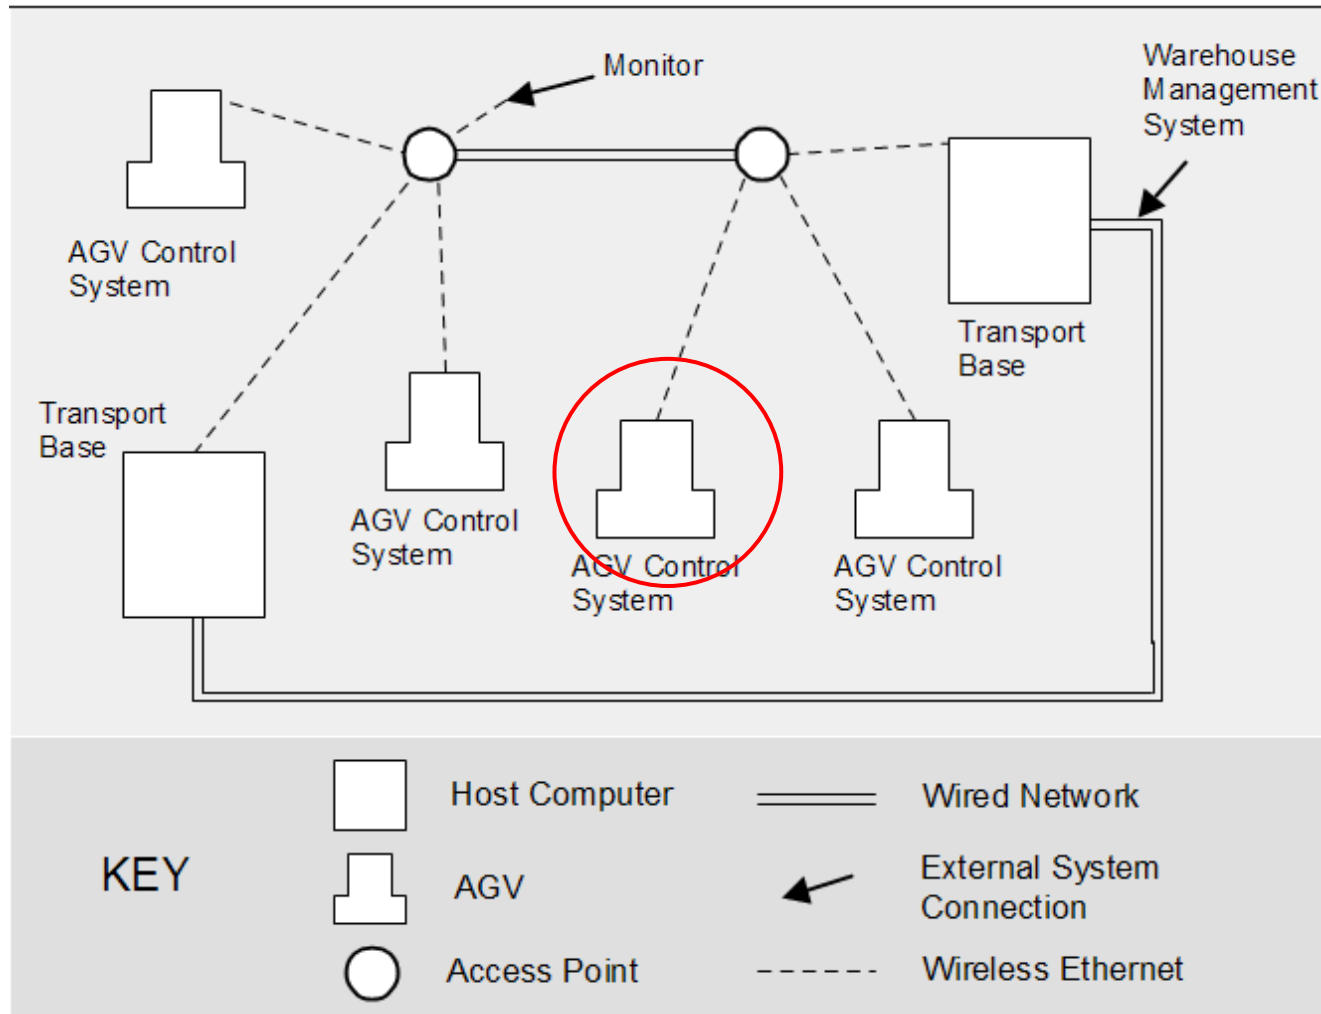 Monitor
Warehouse
Management
System
AGV Control
System
Transport
Base
Transport
Base
AGV Control
System
AGV Control
System
AGV Control
System
KEY
Host Computer
Wired Network
AGV
External System
Connection
Access Point
Wireless Ethernet